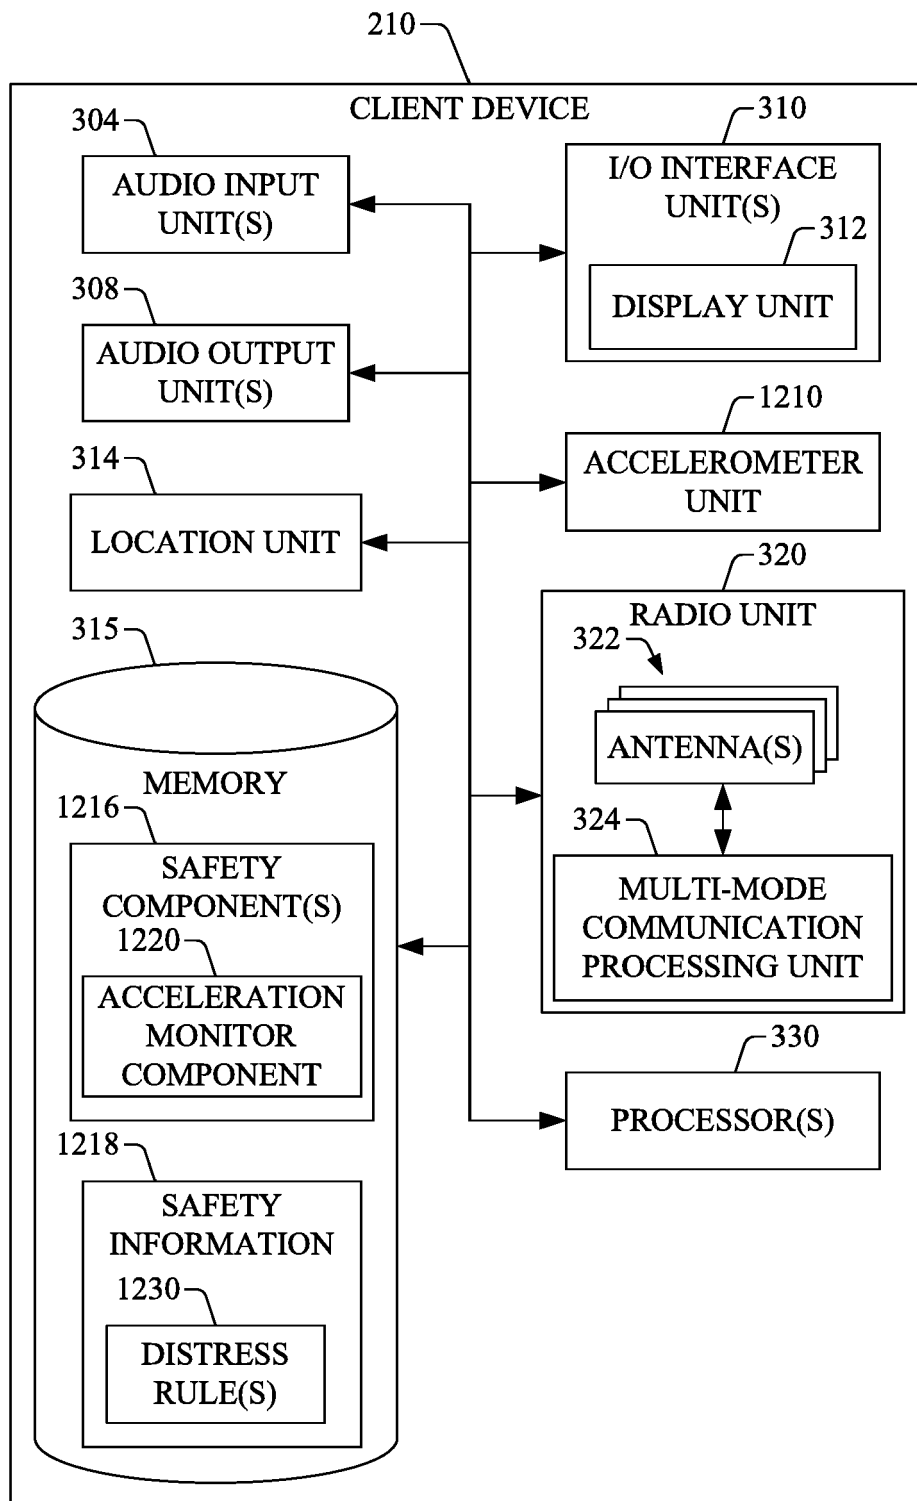 210
CLIENT DEVICE
304
AUDIO INPUT
UNIT(S)
308
AUDIO OUTPUT
UNIT(S)
314
LOCATION UNIT
315
MEMORY
1216
SAFETY
COMPONENT(S)
1220
ACCELERATION
MONITOR
COMPONENT
1218
SAFETY
INFORMATION
1230
DISTRESS
RULE(S)
310
I/O INTERFACE
UNIT(S)
312
DISPLAY UNIT
1210
ACCELEROMETER
UNIT
320
RADIO UNIT
322
ANTENNA(S)
324
MULTI-MODE
COMMUNICATION
PROCESSING UNIT
330
PROCESSOR(S)